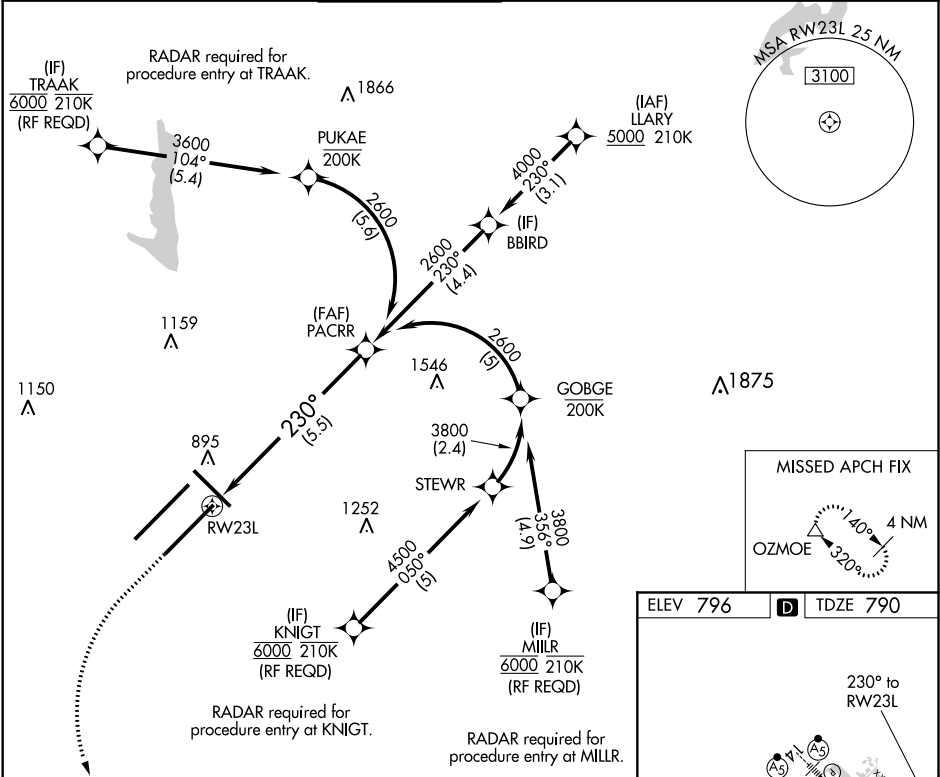 RADAR required for
procedure entry at TRAAK.
(IF)
TRAAK
6000 210K
(RF REQD)
1866
MSA RW23L 25 NM
3100
(IAF)
LLARY
5000 210K
PUKAE
200K
3600
104°
(5.4)
4000
230°
(3.1)
2600
(5.6)
(IF)
BBIRD
2600
230°
(4.4)
(FAF)
PACRR
1159
2600
(5)
1546
1150
GOBGE
200K
1875
230°
(5.5)
3800
(2.4)
895
STEWR
MISSED APCH FIX
RW23L
1252
140°
4 NM
OZMOE
320°
3800
356°
(4.9)
4500
050°
(5)
ELEV 796
D
TDZE 790
(IF)
KNIGT
6000 210K
(RF REQD)
(IF)
MIILR
6000 210K
(RF REQD)
230° to
RW23L
RADAR required for
procedure entry at KNIGT.
RADAR required for
procedure entry at MILLR.
A5
A5